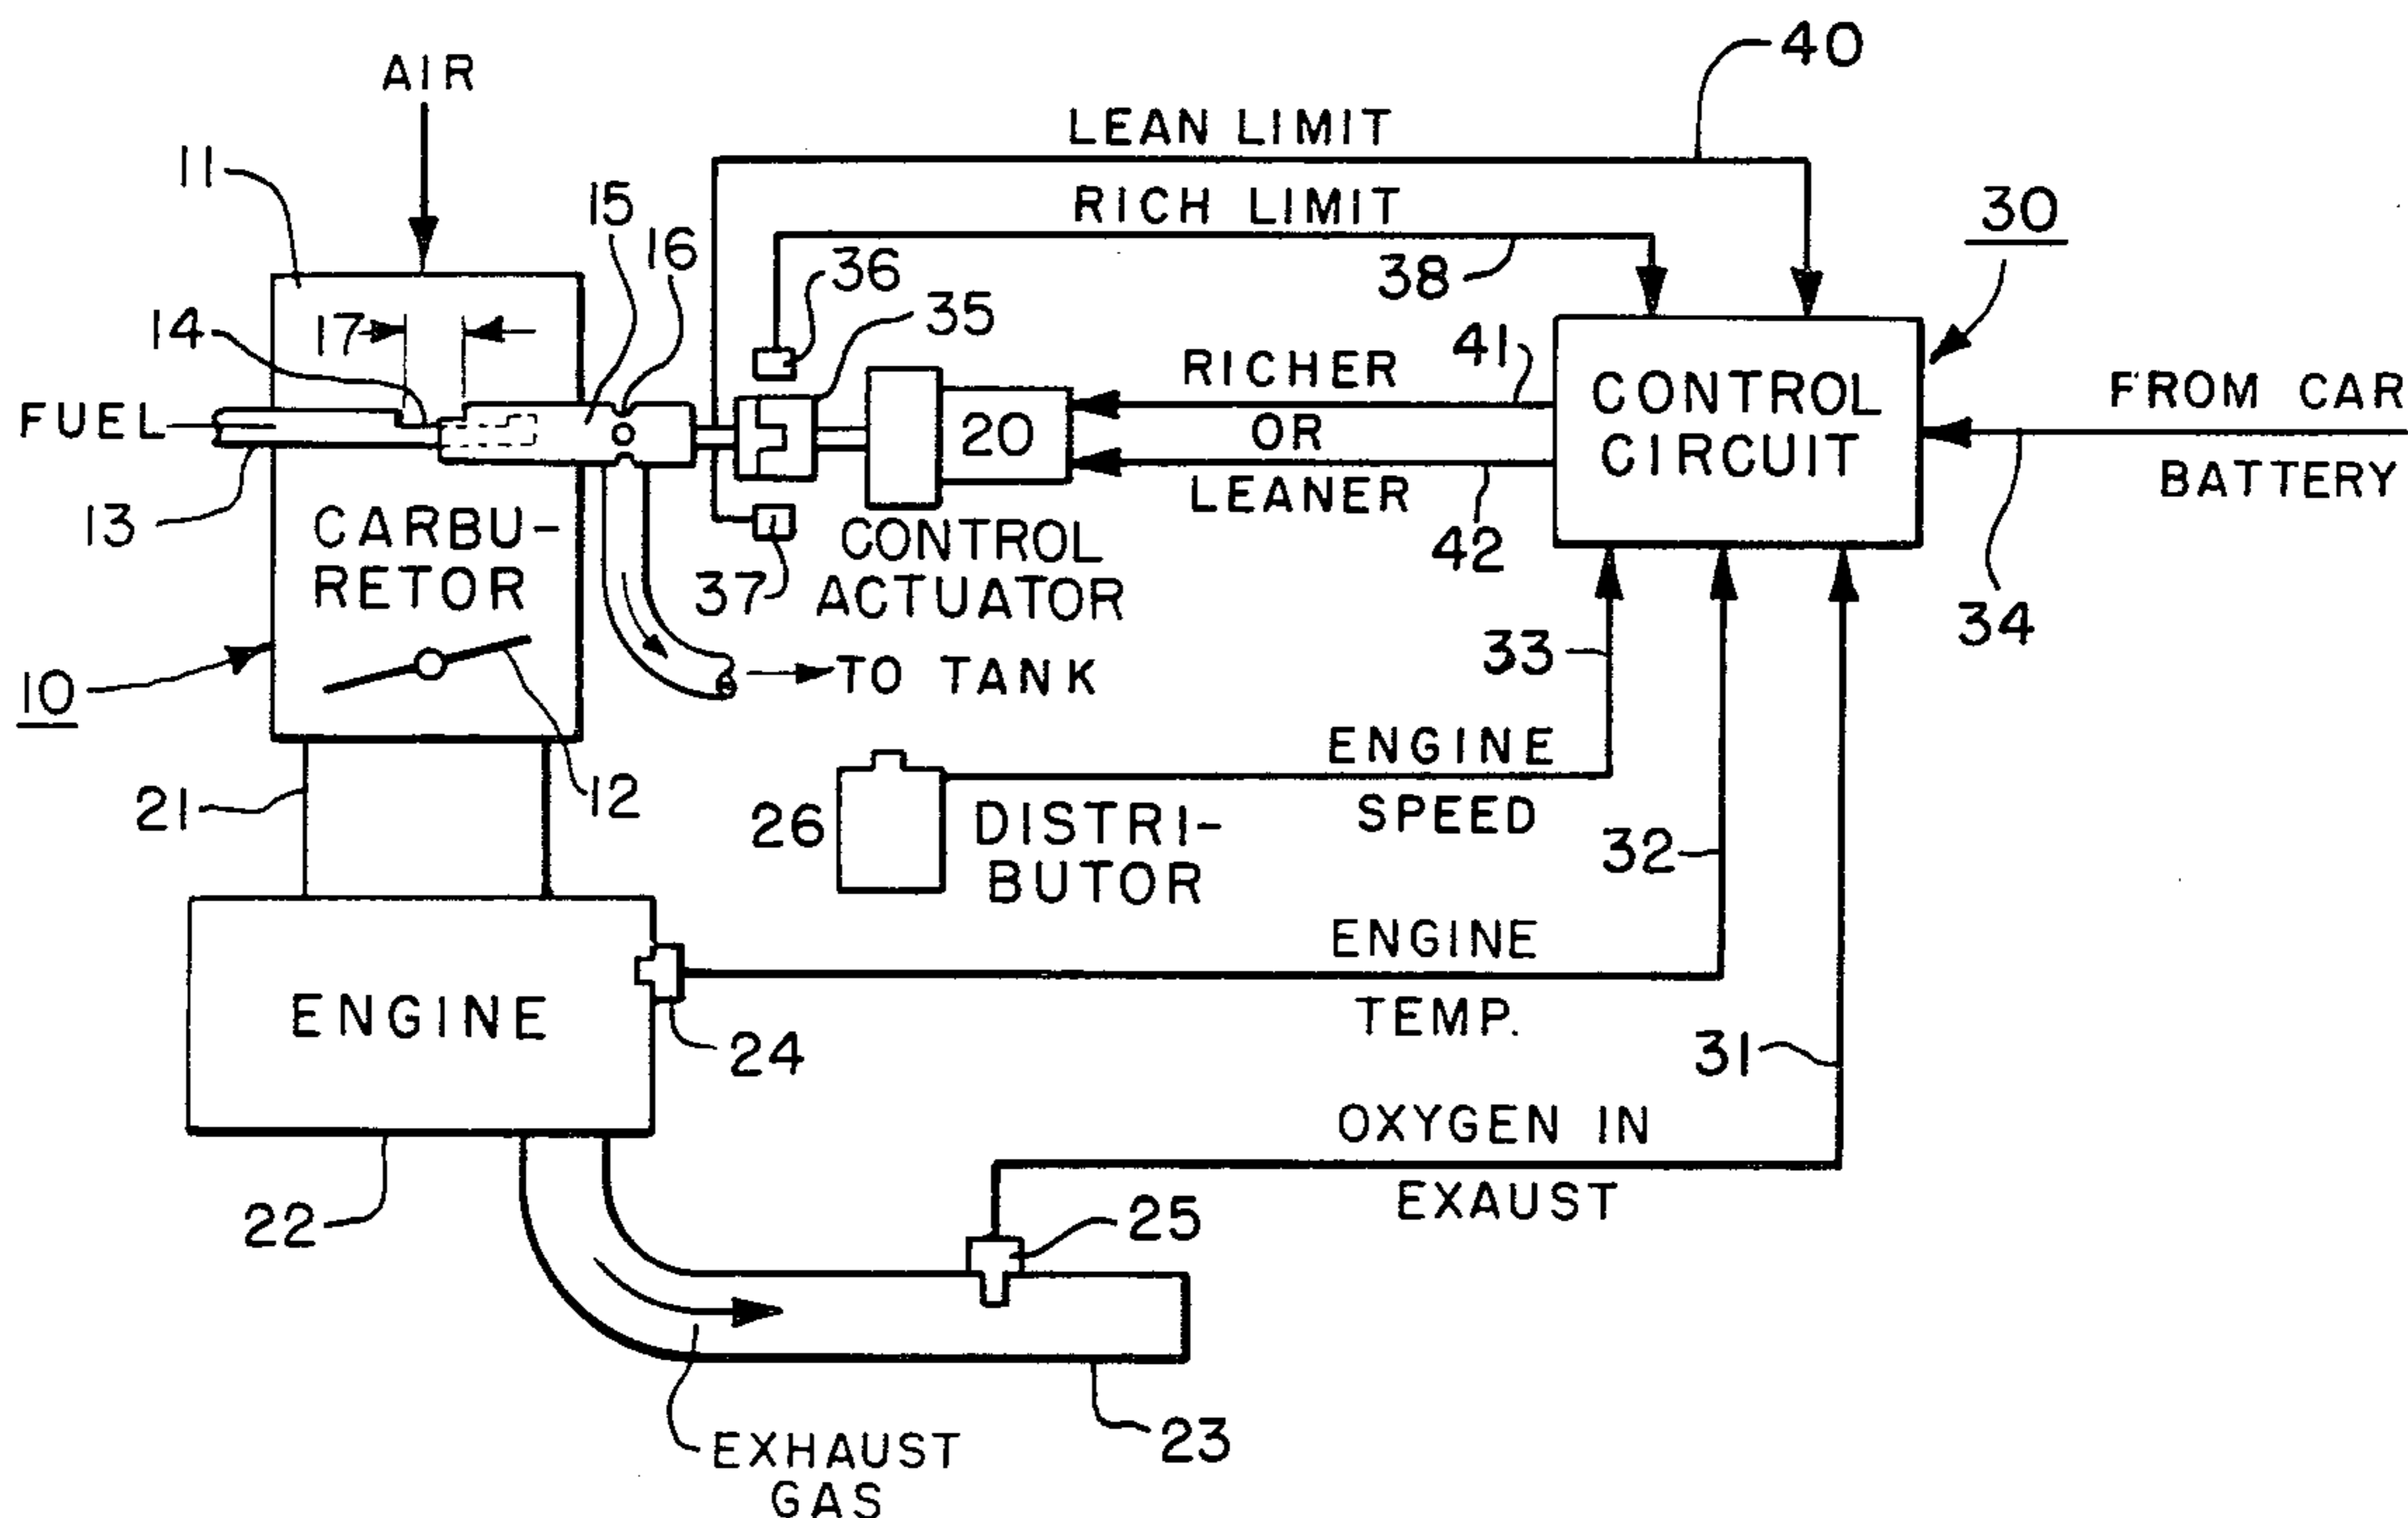 AIR
40
LEAN LIMIT
11
15
RICH LIMIT
30
16
36
38
14
17
35
41
RICHER
CONTROL
CIRCUIT
FROM CAR
BATTERY
FUEL
20
OR
LEANER
13
42
CARBU-
RETOR
37
CONTROL
ACTUATOR
34
33
10
TO TANK
21
12
26
DISTRI-
BUTOR
ENGINE
SPEED
32
ENGINE
24
ENGINE
TEMP.
31
OXYGEN IN
EXAUST
22
25
23
EXHAUST
GAS